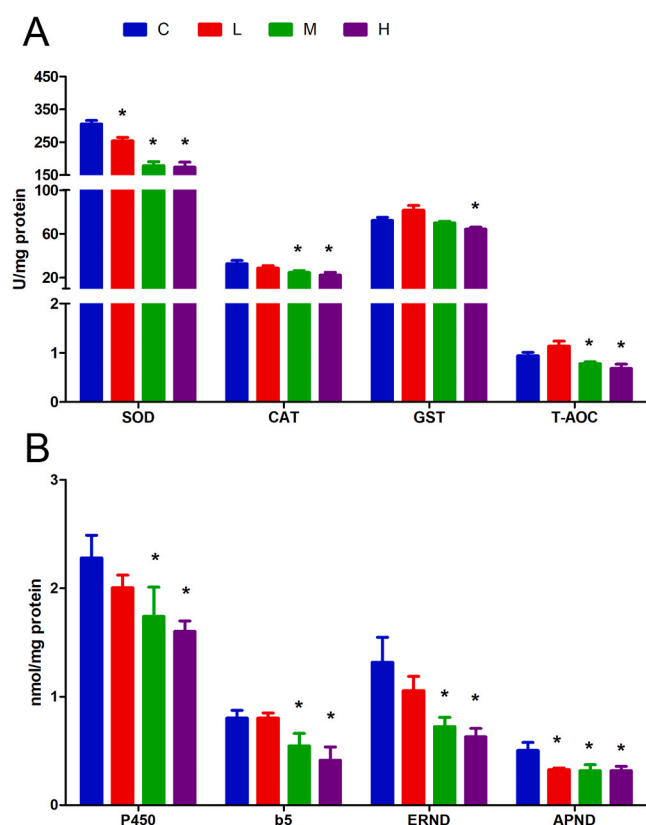 A
C L M H
U/mg protein
450
350
250
150
100
60
20
2
1
0
* * *
* *
*
* *
SOD CAT GST T-AOC
B
nmol/mg protein
3
2
1
0
* *
* *
* *
* * *
P450 b5 ERND APND